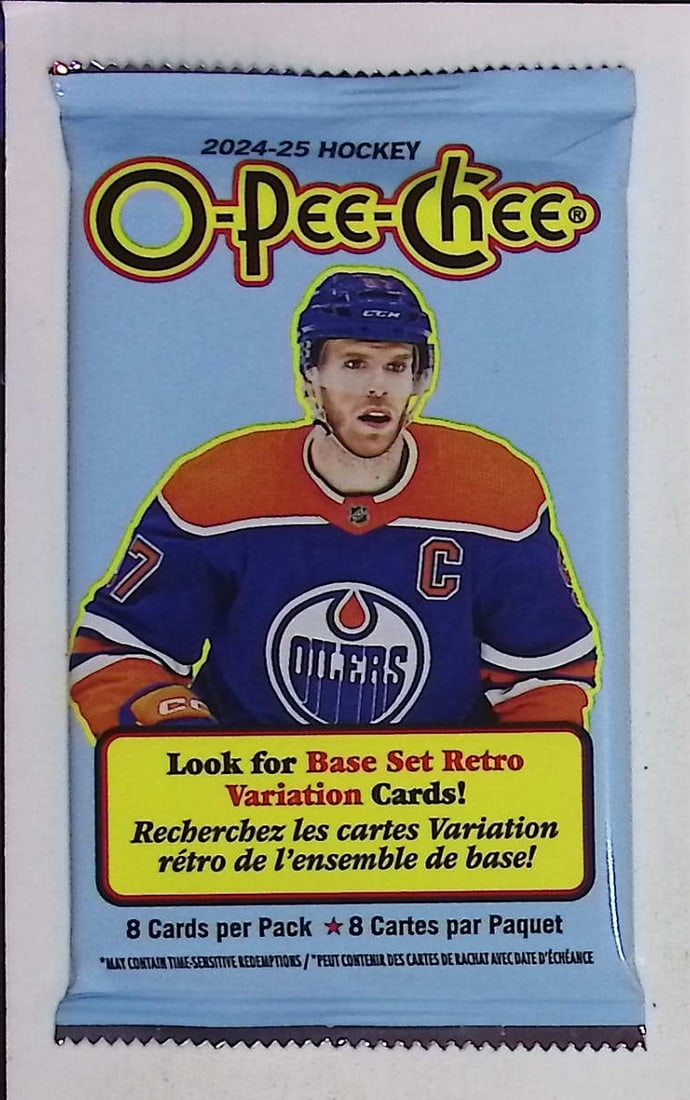 2024-25 HOCKEY
O-Pee-Chee®
CCM
7
C
OILERS
CC
Look for Base Set Retro
Variation Cards!
Recherchez les cartes Variation
rétro de l'ensemble de base!
8 Cards per Pack ★ 8 Cartes par Paquet
*MAY CONTAIN TIME-SENSITIVE REDEMPTIONS / *PEUT CONTENIR DES CARTES DE RACHAT AVEC DATE D'ÉCHÉANCE